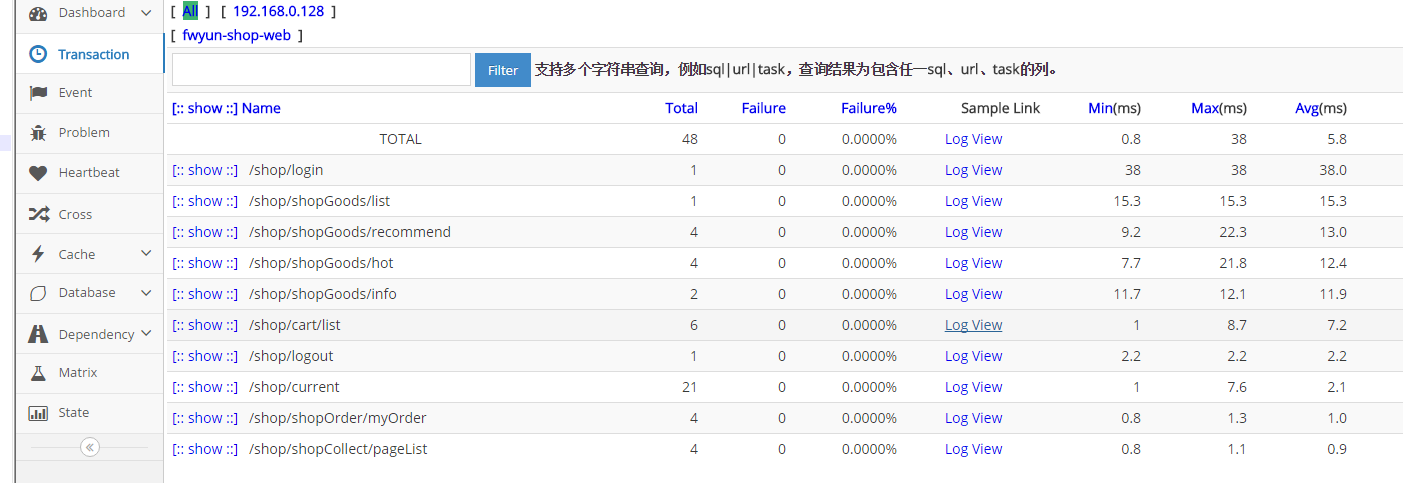 Dashboard
[ All ] [ 192.168.0.128 ]
[ fwyun-shop-web ]
Transaction
Filter 支持多个字符串查询，例如sql||url||task，查询结果为包含任一sql、url、task的列。
Event
[:: show ::] Name Total Failure Failure% Sample Link Min(ms) Max(ms) Avg(ms)
Problem
TOTAL 48 0 0.0000% Log View 0.8 38 5.8
Heartbeat
[:: show ::] /shop/login 1 0 0.0000% Log View 38 38 38.0
[:: show ::] /shop/shopGoods/list 1 0 0.0000% Log View 15.3 15.3 15.3
Cross
[:: show ::] /shop/shopGoods/recommend 4 0 0.0000% Log View 9.2 22.3 13.0
Cache
[:: show ::] /shop/shopGoods/hot 4 0 0.0000% Log View 7.7 21.8 12.4
Database
[:: show ::] /shop/shopGoods/info 2 0 0.0000% Log View 11.7 12.1 11.9
Dependency
[:: show ::] /shop/cart/list 6 0 0.0000% Log View 1 8.7 7.2
[:: show ::] /shop/logout 1 0 0.0000% Log View 2.2 2.2 2.2
Matrix
[:: show ::] /shop/current 21 0 0.0000% Log View 1 7.6 2.1
State
[:: show ::] /shop/shopOrder/myOrder 4 0 0.0000% Log View 0.8 1.3 1.0
[:: show ::] /shop/shopCollect/pageList 4 0 0.0000% Log View 0.8 1.1 0.9